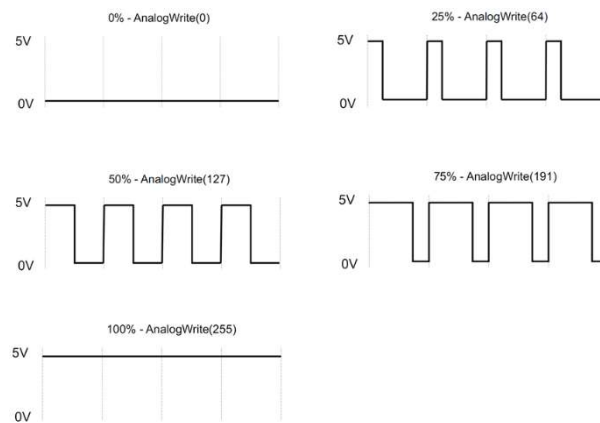 0% - AnalogWrite(0)
5V
0V
25% - AnalogWrite(64)
5V
0V
50% - AnalogWrite(127)
5V
0V
75% - AnalogWrite(191)
5V
0V
100% - AnalogWrite(255)
5V
0V